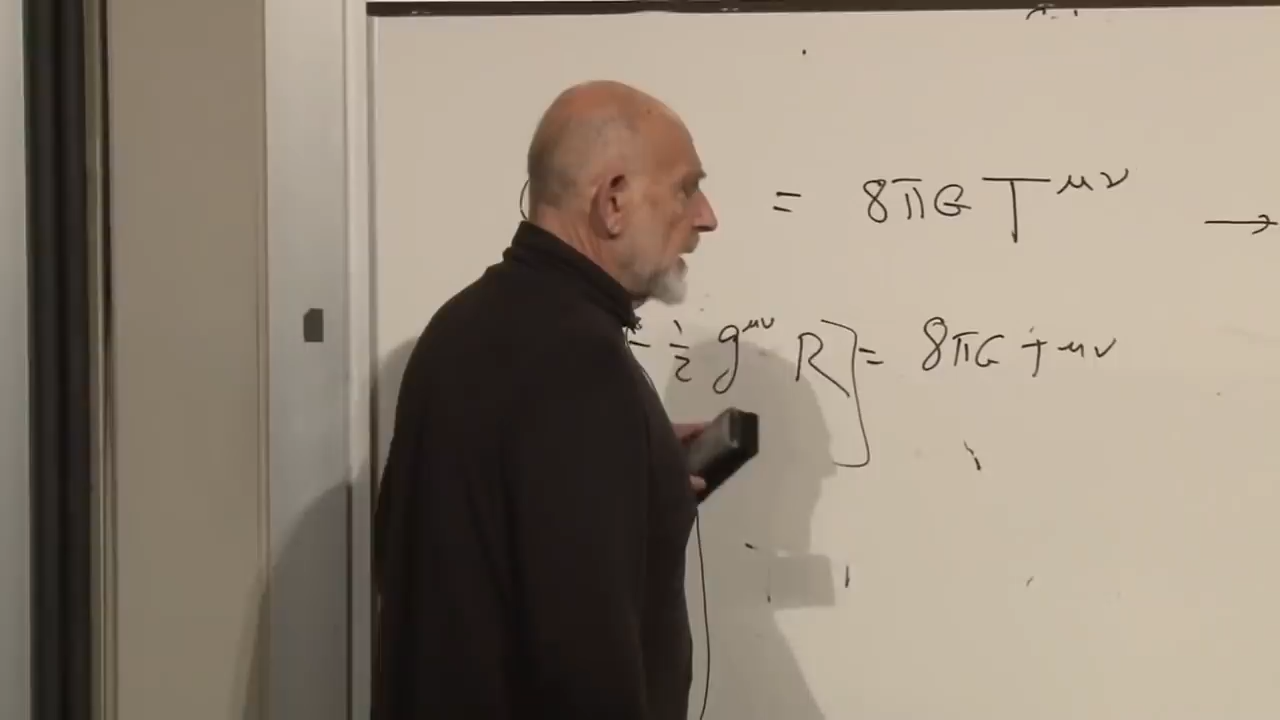 = 8πG T^μν →
- 1/2 g^μν R] = 8πG T^μν